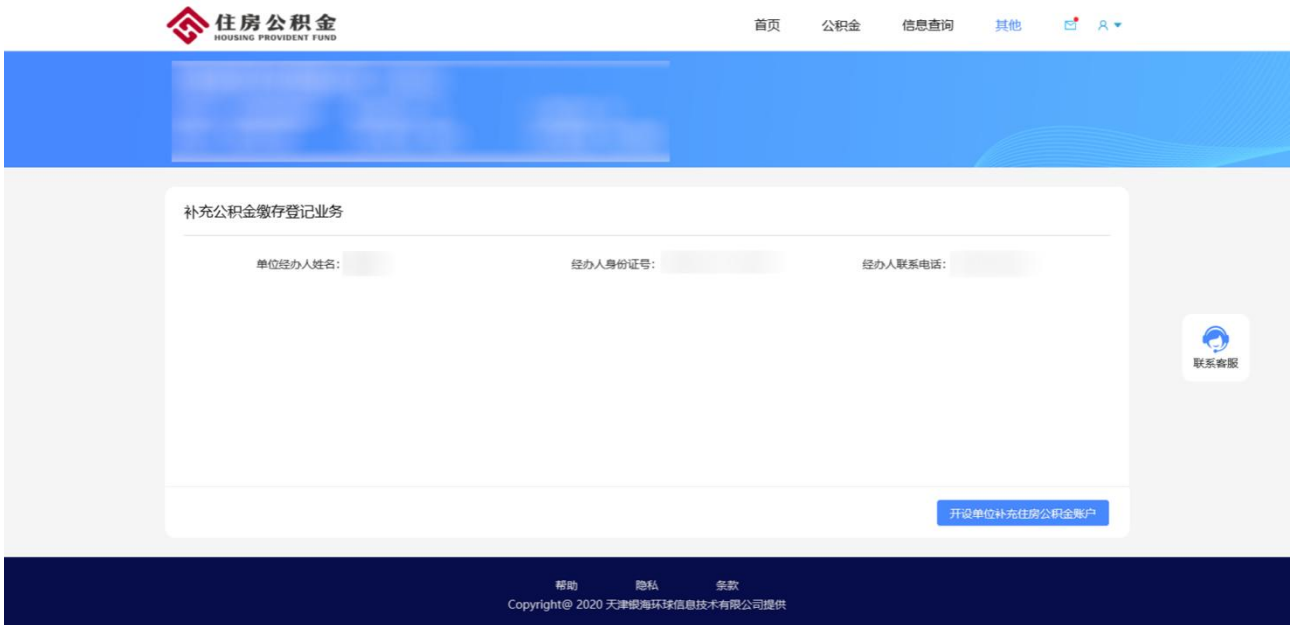 住房公积金
HOUSING PROVIDENT FUND
首页 公积金 信息查询 其他
补充公积金缴存登记业务
单位经办人姓名： 经办人身份证号： 经办人联系电话：
联系客服
开设单位补充住房公积金账户
帮助 隐私 条款
Copyright@ 2020 天津银海环球信息技术有限公司提供